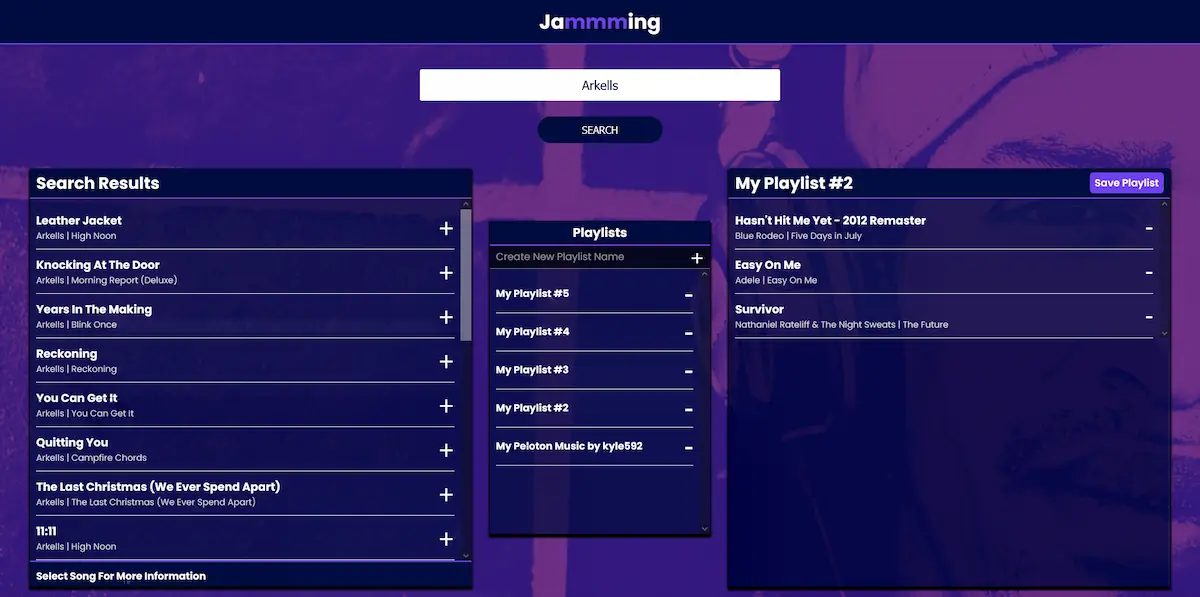 Jammming
Arkells
SEARCH
Search Results
Leather Jacket
Arkells | High Noon
Knocking At The Door
Arkells | Morning Report (Deluxe)
Years In The Making
Arkells | Blink Once
Reckoning
Arkells | Reckoning
You Can Get It
Arkells | You Can Get It
Quitting You
Arkells | Campfire Chords
The Last Christmas (We Ever Spend Apart)
Arkells | The Last Christmas (We Ever Spend Apart)
11:11
Arkells | High Noon
Select Song For More Information
Playlists
Create New Playlist Name
My Playlist #5
My Playlist #4
My Playlist #3
My Playlist #2
My Peloton Music by kyle592
My Playlist #2
Save Playlist
Hasn't Hit Me Yet - 2012 Remaster
Blue Rodeo | Five Days in July
Easy On Me
Adele | Easy On Me
Survivor
Nathaniel Rateliff & The Night Sweats | The Future